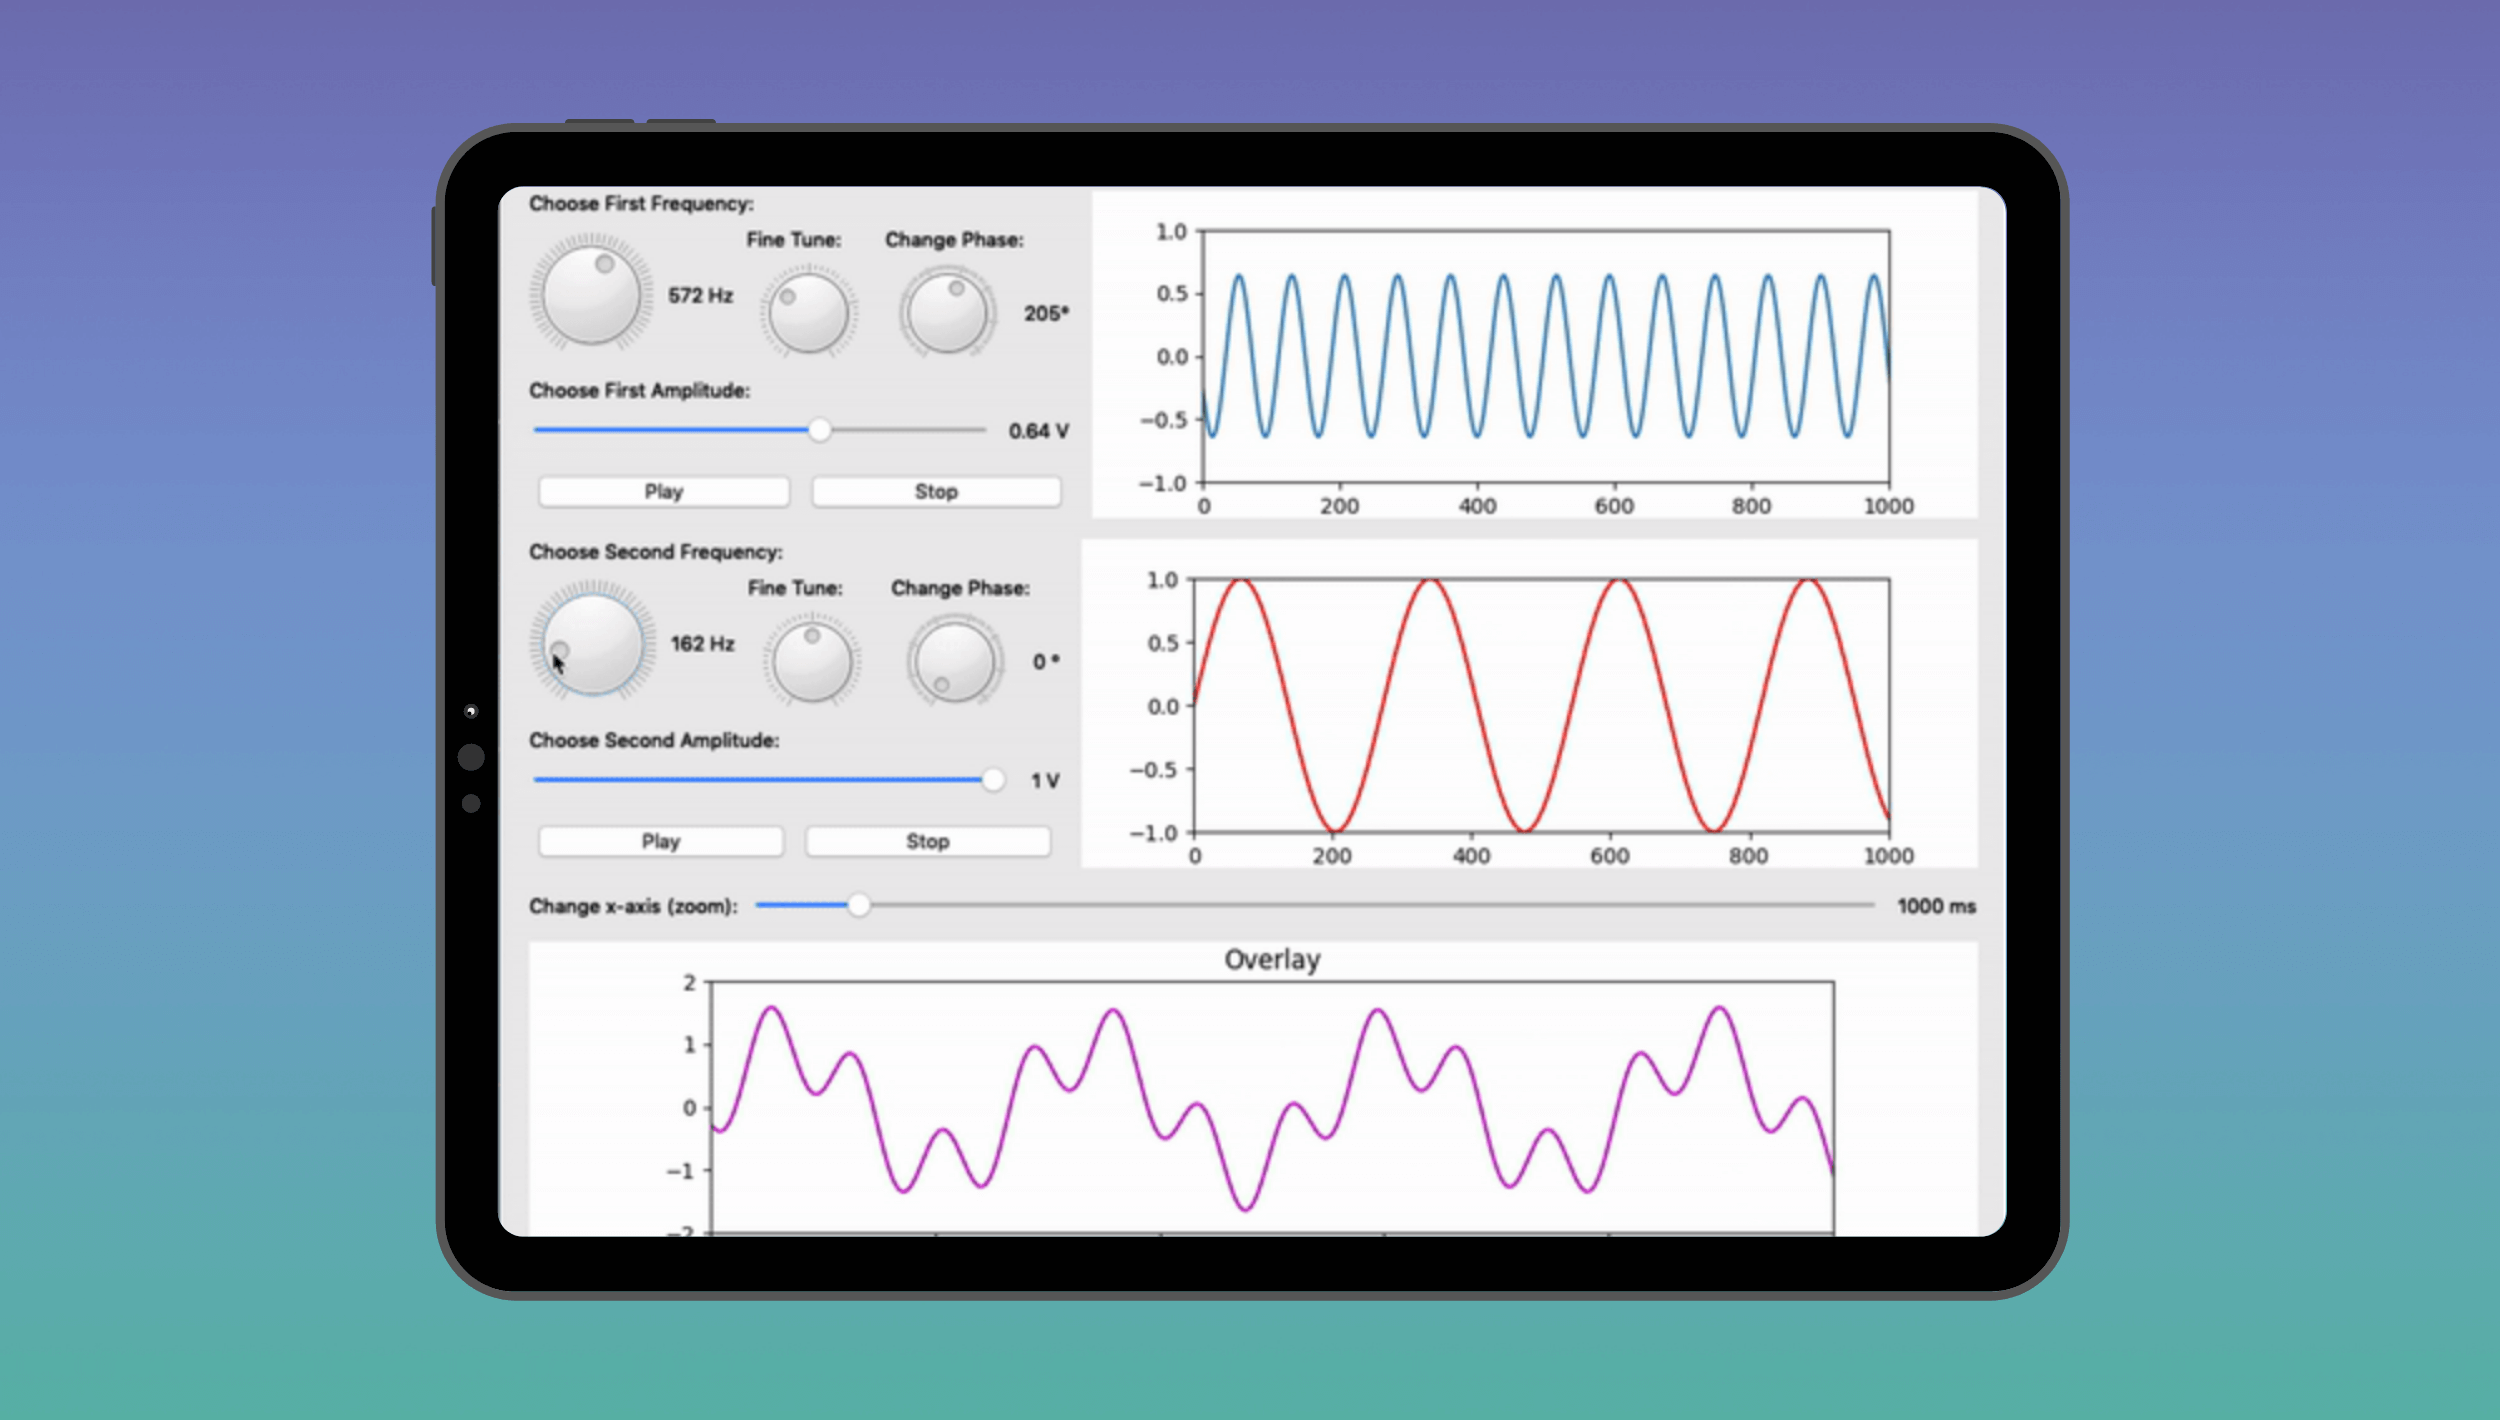 Choose First Frequency:
Fine Tune: Change Phase:
572 Hz
205°
Choose First Amplitude:
0.64 V
Play Stop
1.0
0.5
0.0
−0.5
−1.0
0 200 400 600 800 1000
Choose Second Frequency:
Fine Tune: Change Phase:
162 Hz
0 °
Choose Second Amplitude:
1 V
Play Stop
1.0
0.5
0.0
−0.5
−1.0
0 200 400 600 800 1000
Change x-axis (zoom): 1000 ms
Overlay
2
1
0
−1
−2